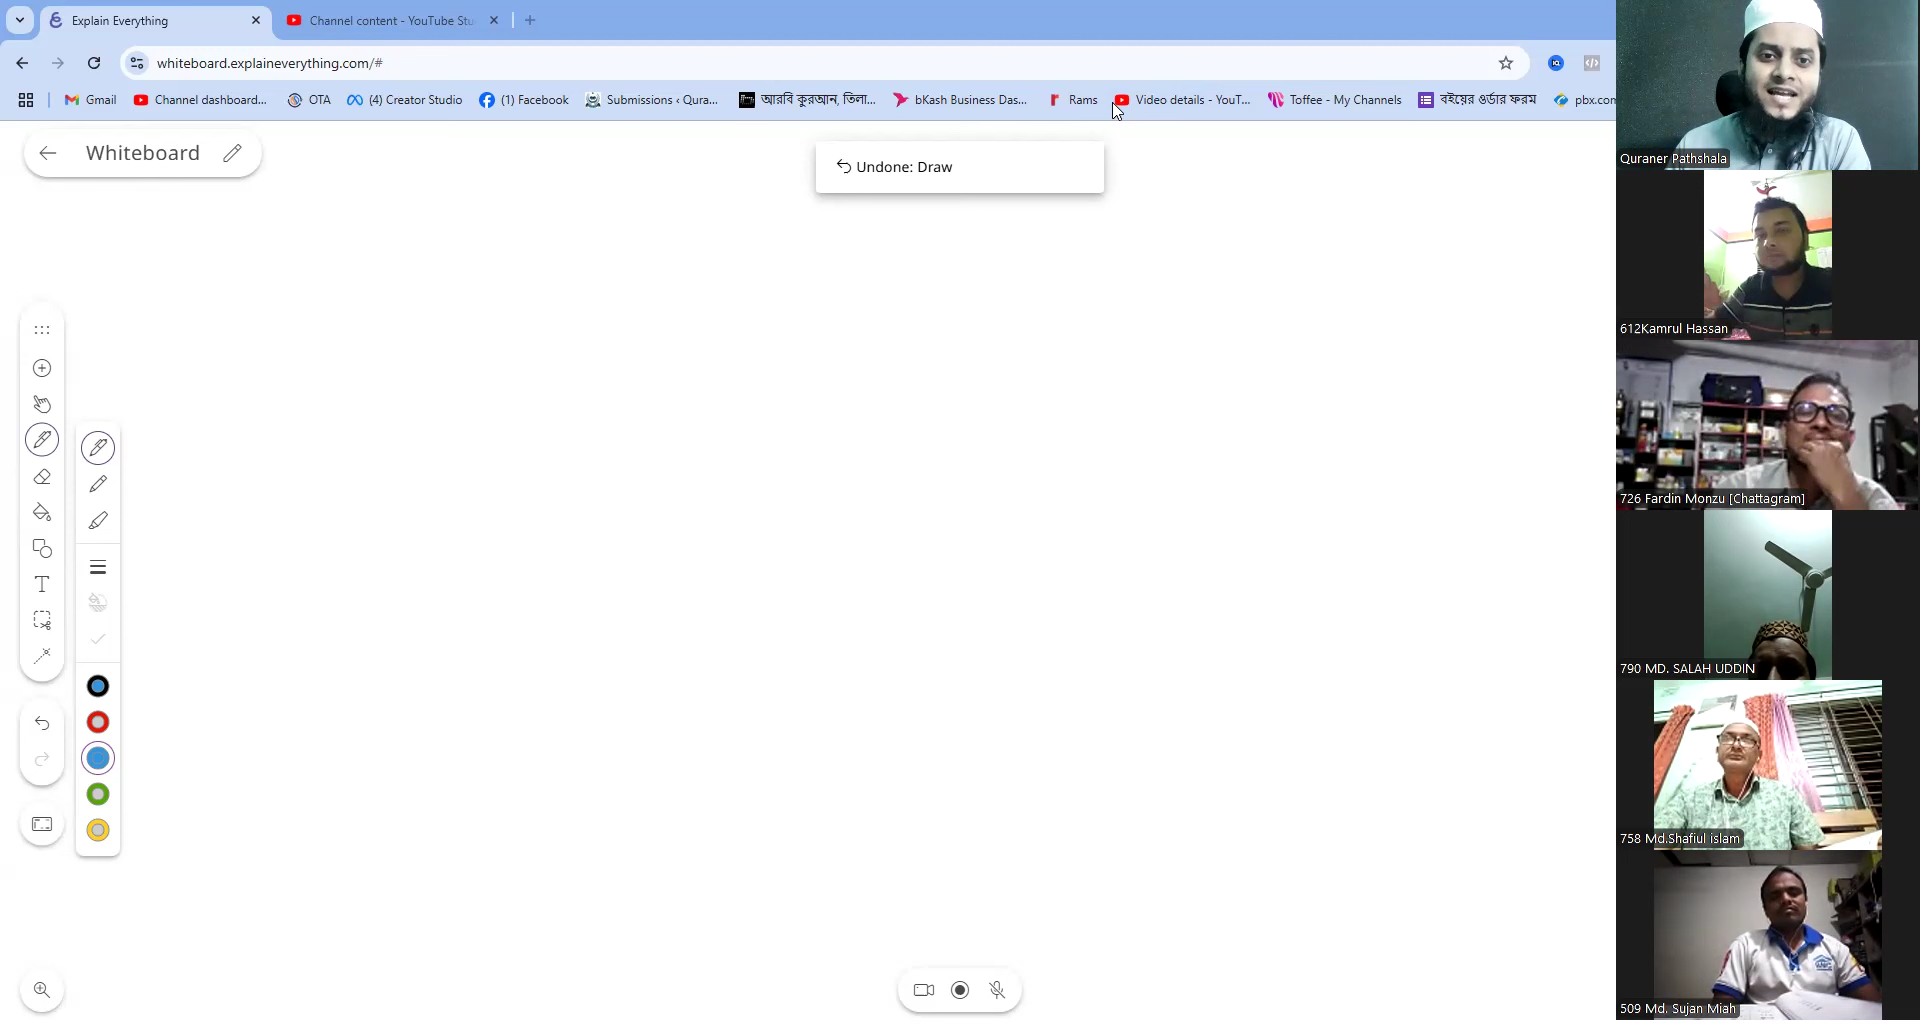 Explain Everything
Channel content - YouTube Stu
whiteboard.explaineverything.com/#
Gmail
Channel dashboard...
OTA
(4) Creator Studio
(1) Facebook
Submissions ‹ Qura...
আরবি কুরআন, তিলা...
bKash Business Das...
Rams
Video details - YouT...
Toffee - My Channels
বইয়ের অর্ডার ফরম
pbx.com
Whiteboard
Undone: Draw
Quraner Pathshala
612Kamrul Hassan
726 Fardin Monzu [Chattagram]
790 MD. SALAH UDDIN
758 Md.Shafiul islam
509 Md. Sujan Miah